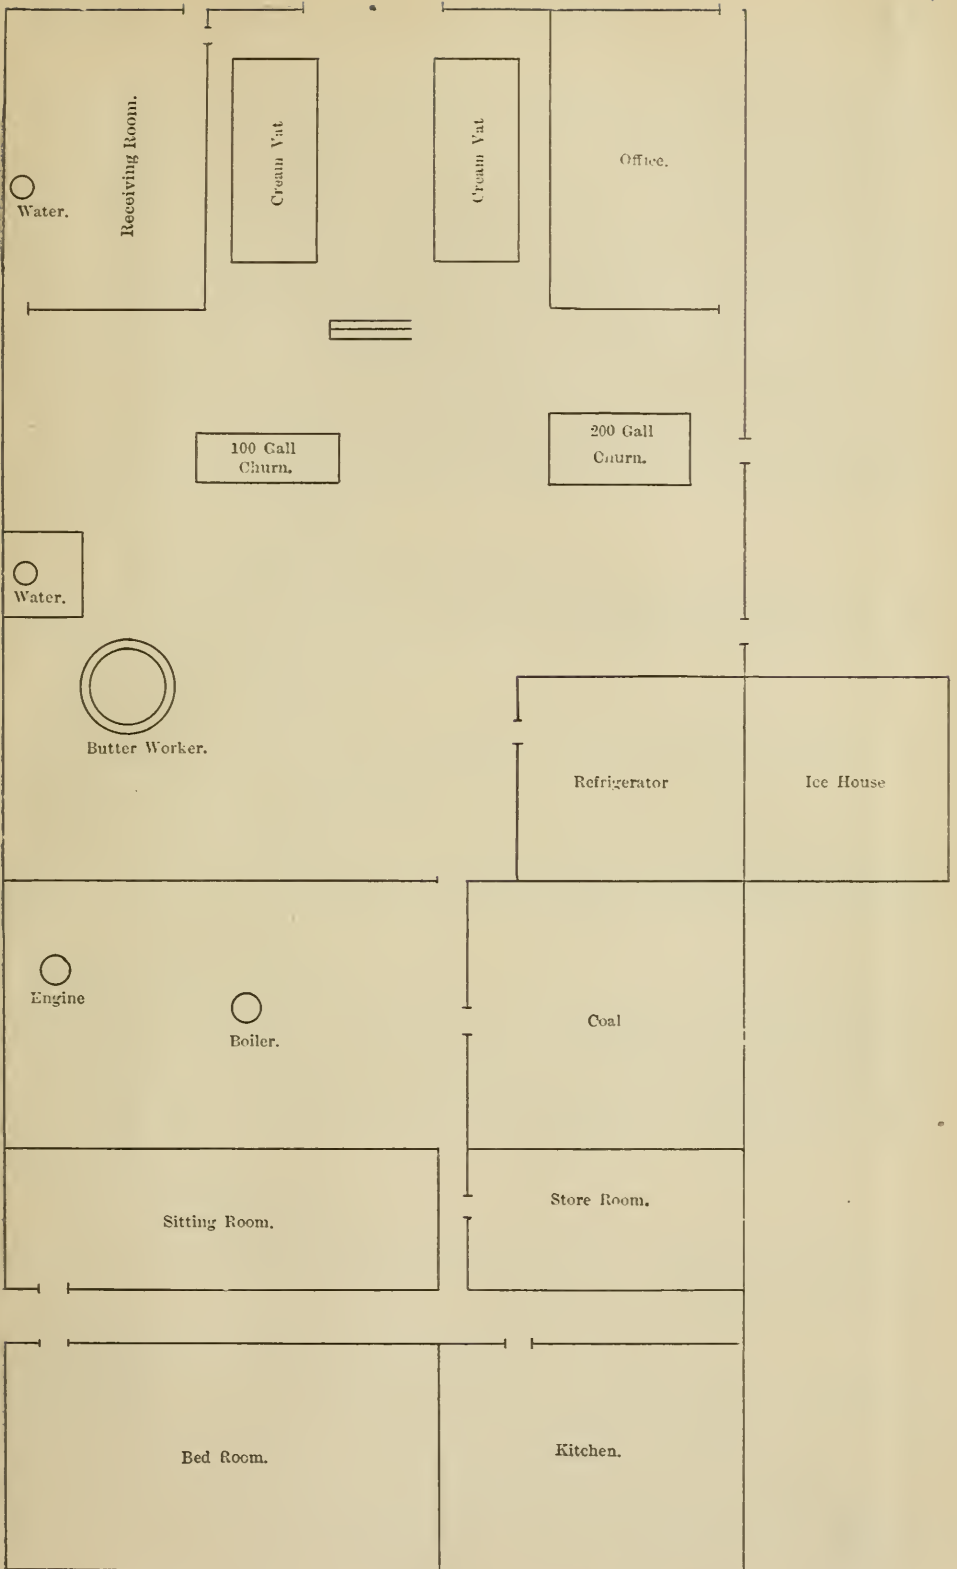 Receiving Room.
Cream Vat
Cream Vat
Office.
Water.
100 Gall
Churn.
200 Gall
Churn.
Water.
Butter Worker.
Refrigerator
Ice House
Engine
Boiler.
Coal
Sitting Room.
Store Room.
Bed Room.
Kitchen.